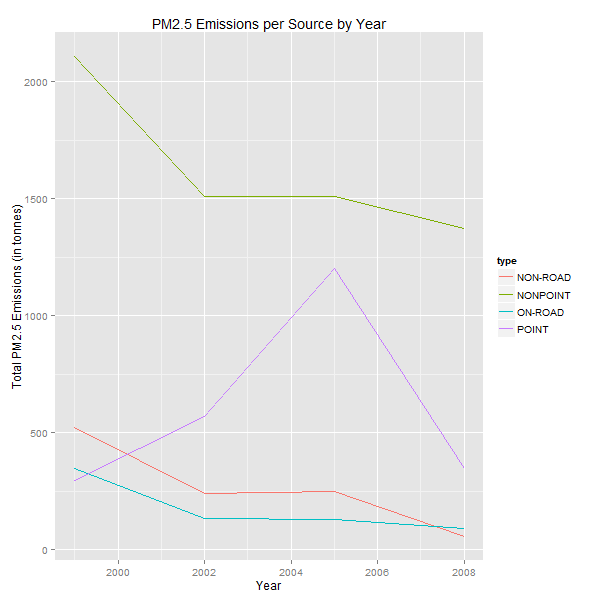 PM2.5 Emissions per Source by Year
Total PM2.5 Emissions (in tonnes)
2000
1500
1000
500
0
2000
2002
2004
2006
2008
Year
type
NON-ROAD
NONPOINT
ON-ROAD
POINT